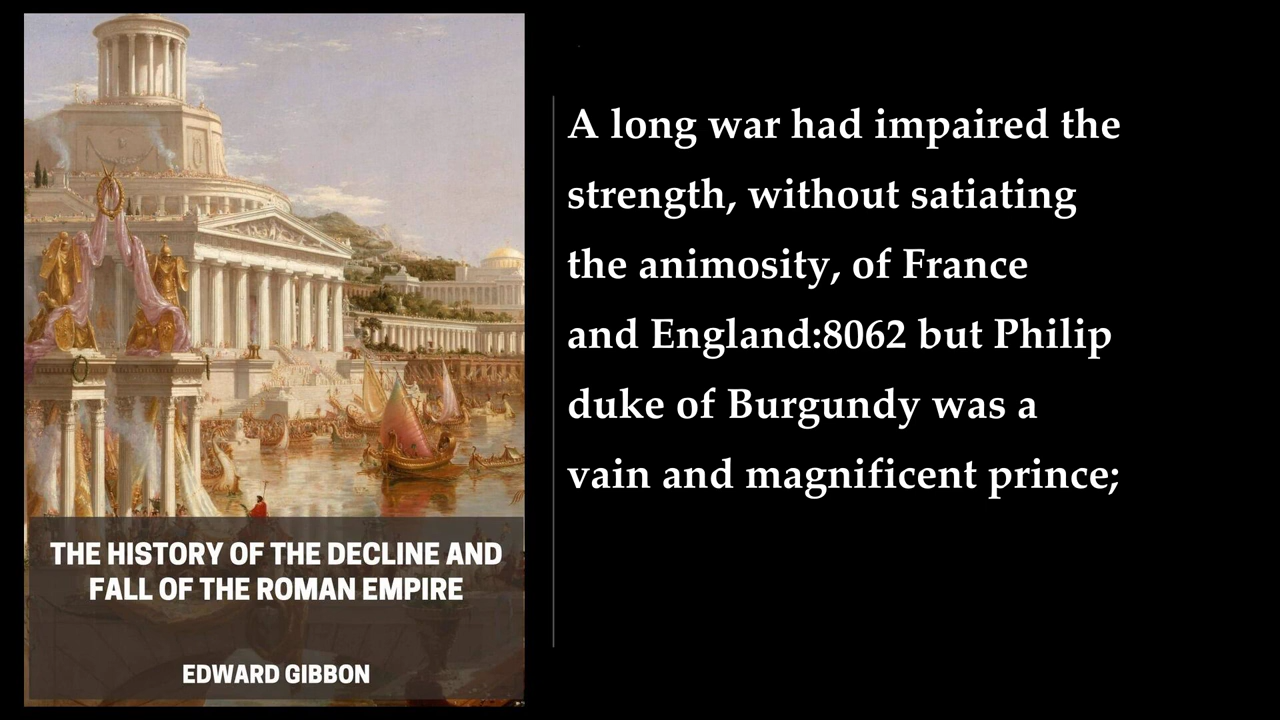 A long war had impaired the
strength, without satiating
the animosity, of France
and England:8062 but Philip
duke of Burgundy was a
vain and magnificent prince;
THE HISTORY OF THE DECLINE AND
FALL OF THE ROMAN EMPIRE
EDWARD GIBBON